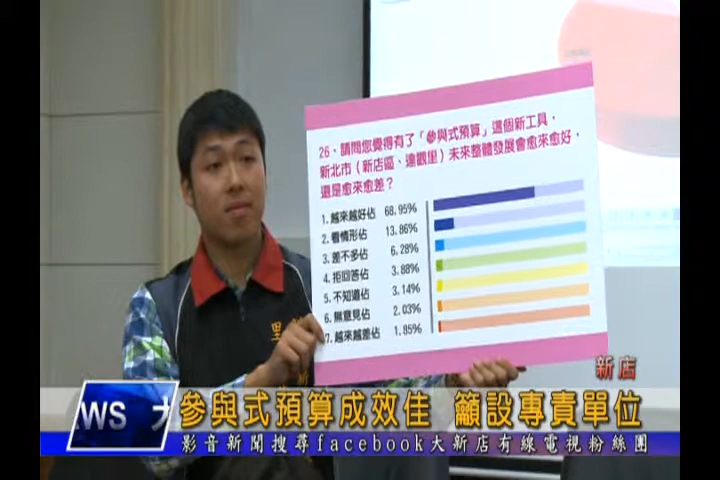 26、請問您覺得有了「參與式預算」這個新工具，
新北市（新店區、達觀里）未來整體發展會愈來愈好，
還是愈來愈差？
1.越來越好佔 68.95%
2.看情形佔 13.86%
3.差不多佔 6.28%
4.拒回答佔 3.88%
5.不知道佔 3.14%
6.無意見佔 2.03%
7.越來越差佔 1.85%
里
新店
WS 大
參與式預算成效佳 籲設專責單位
影音新聞搜尋facebook大新店有線電視粉絲團